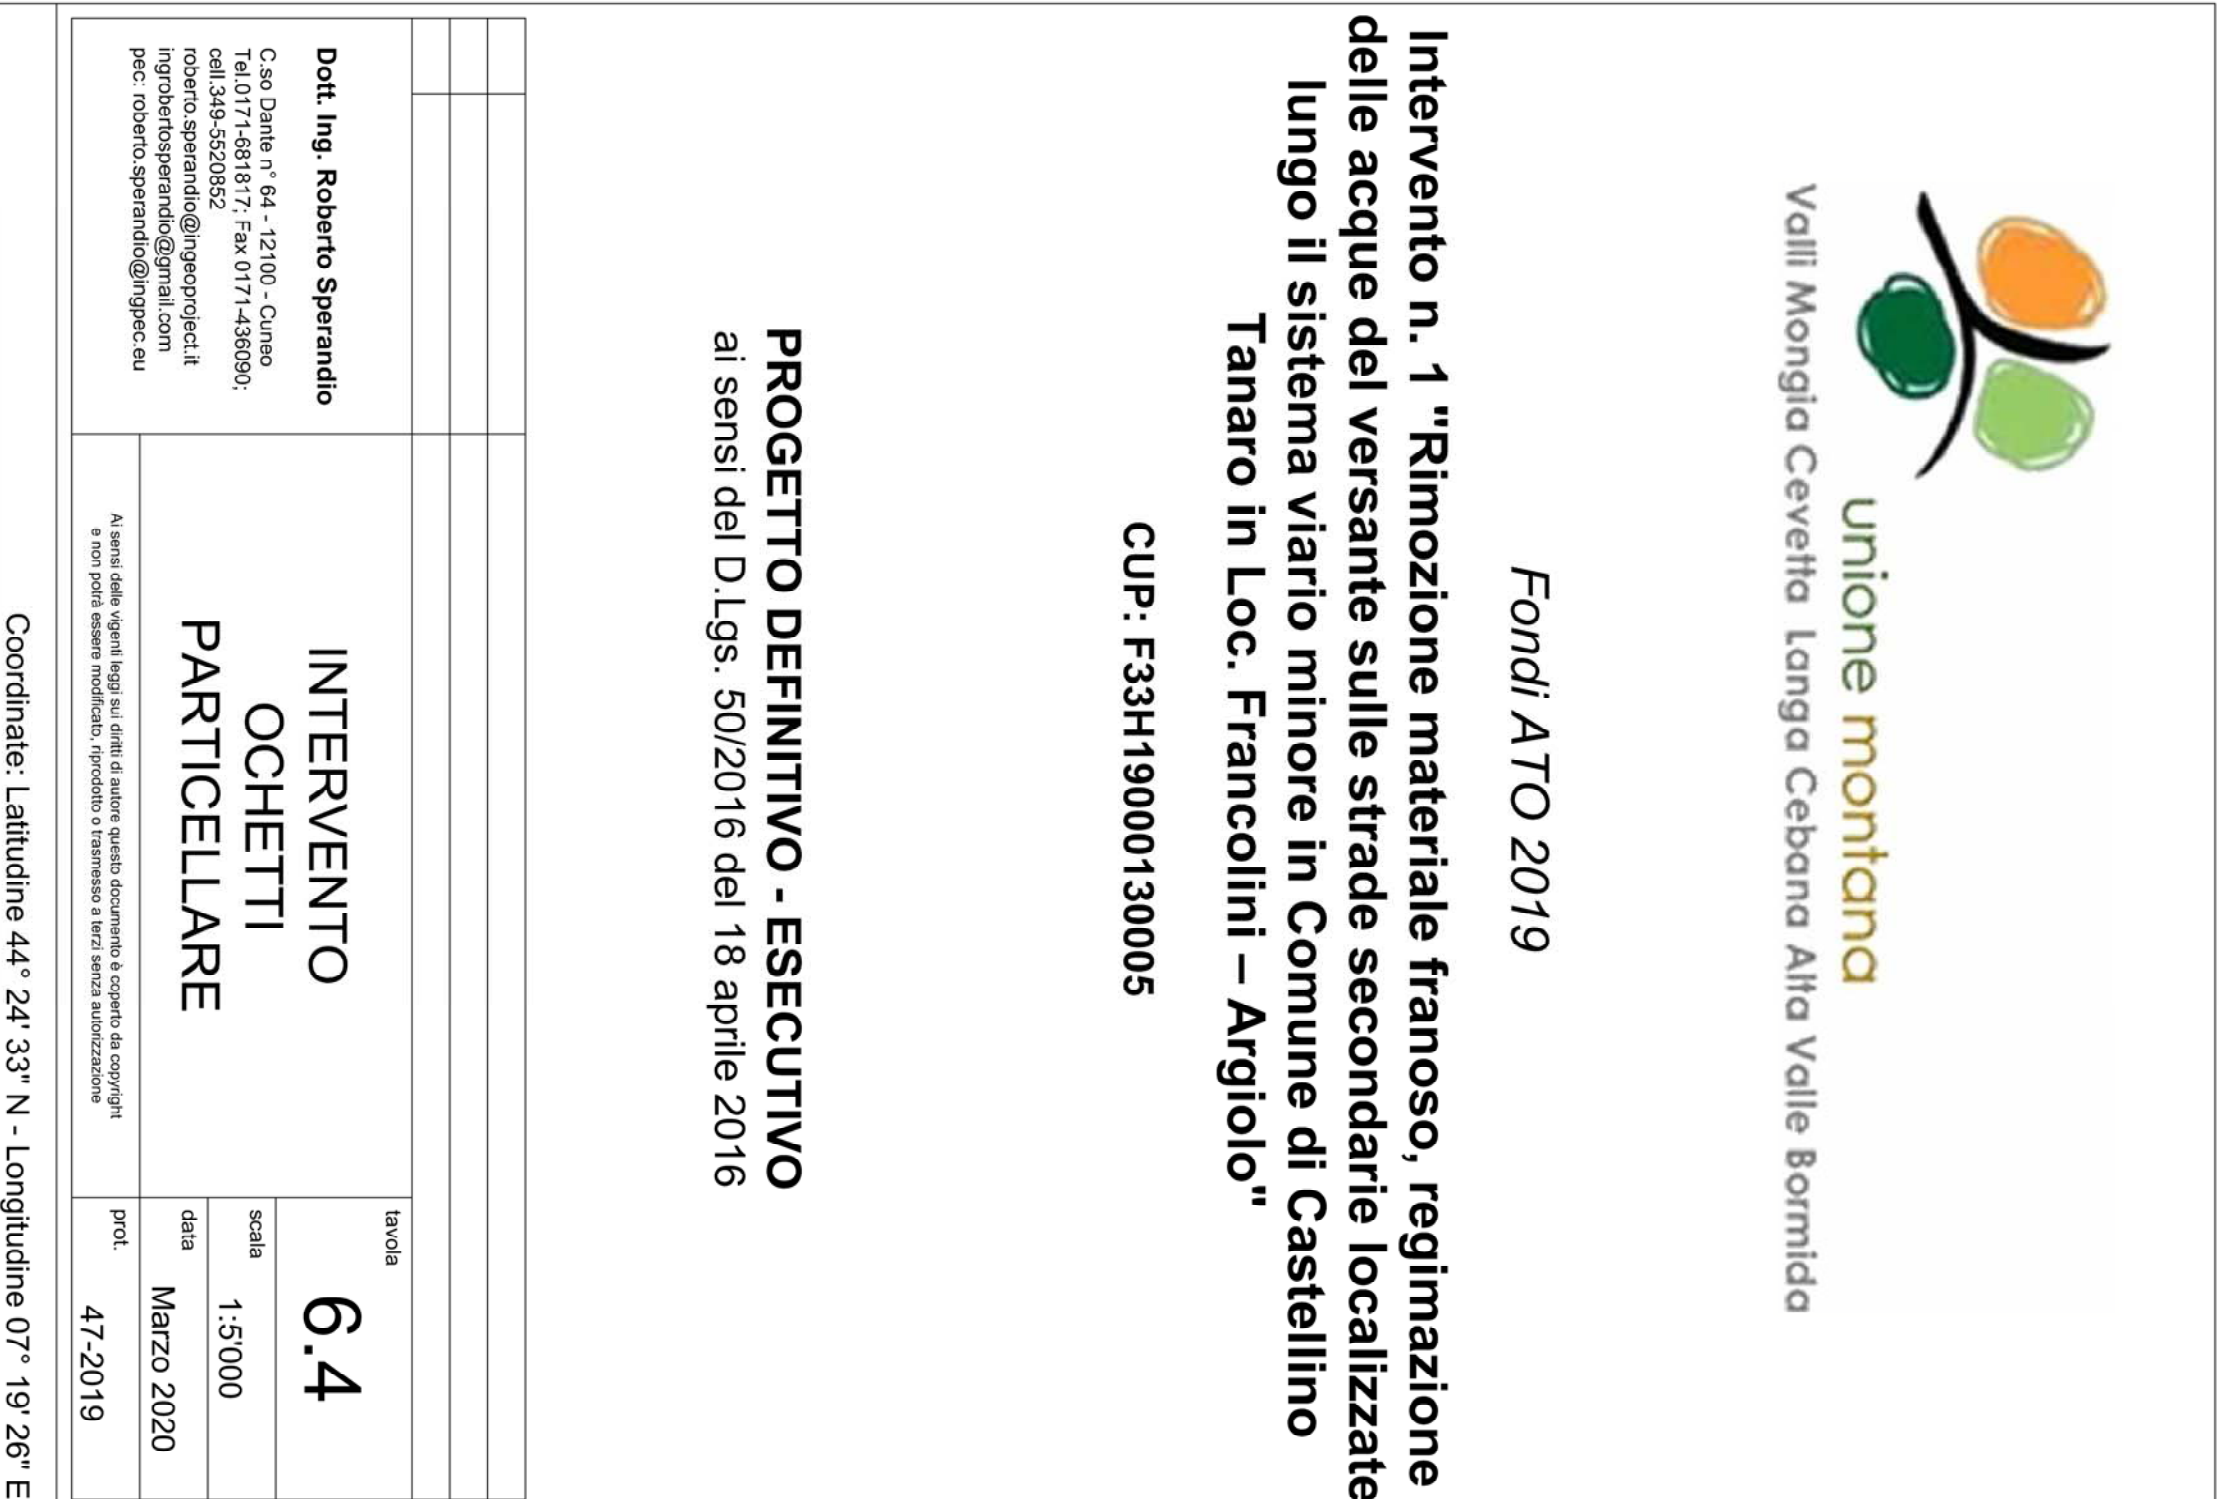 unione montana
Valli Mongia Cevetta Langa Cebana Alta Valle Bormida
Fondi ATO 2019
Intervento n. 1 "Rimozione materiale franoso, regimazione
delle acque del versante sulle strade secondarie localizzate
lungo il sistema viario minore in Comune di Castellino
Tanaro in Loc. Francolini – Argiolo"
CUP: F33H19000130005
PROGETTO DEFINITIVO - ESECUTIVO
ai sensi del D.Lgs. 50/2016 del 18 aprile 2016
Dott. Ing. Roberto Sperandio
C.so Dante n° 64 - 12100 - Cuneo
Tel.0171-681817; Fax 0171-436090;
cell.349-5520852
roberto.sperandio@ingeoproject.it
ingrobertosperandio@gmail.com
pec: roberto.sperandio@ingpec.eu
INTERVENTO
OCHETTI
PARTICELLARE
Ai sensi delle vigenti leggi sui diritti di autore questo documento è coperto da copyright
e non potrà essere modificato, riprodotto o trasmesso a terzi senza autorizzazione
tavola
6.4
scala
1:5'000
data
Marzo 2020
prot.
47-2019
Coordinate: Latitudine 44° 24' 33" N - Longitudine 07° 19' 26" E